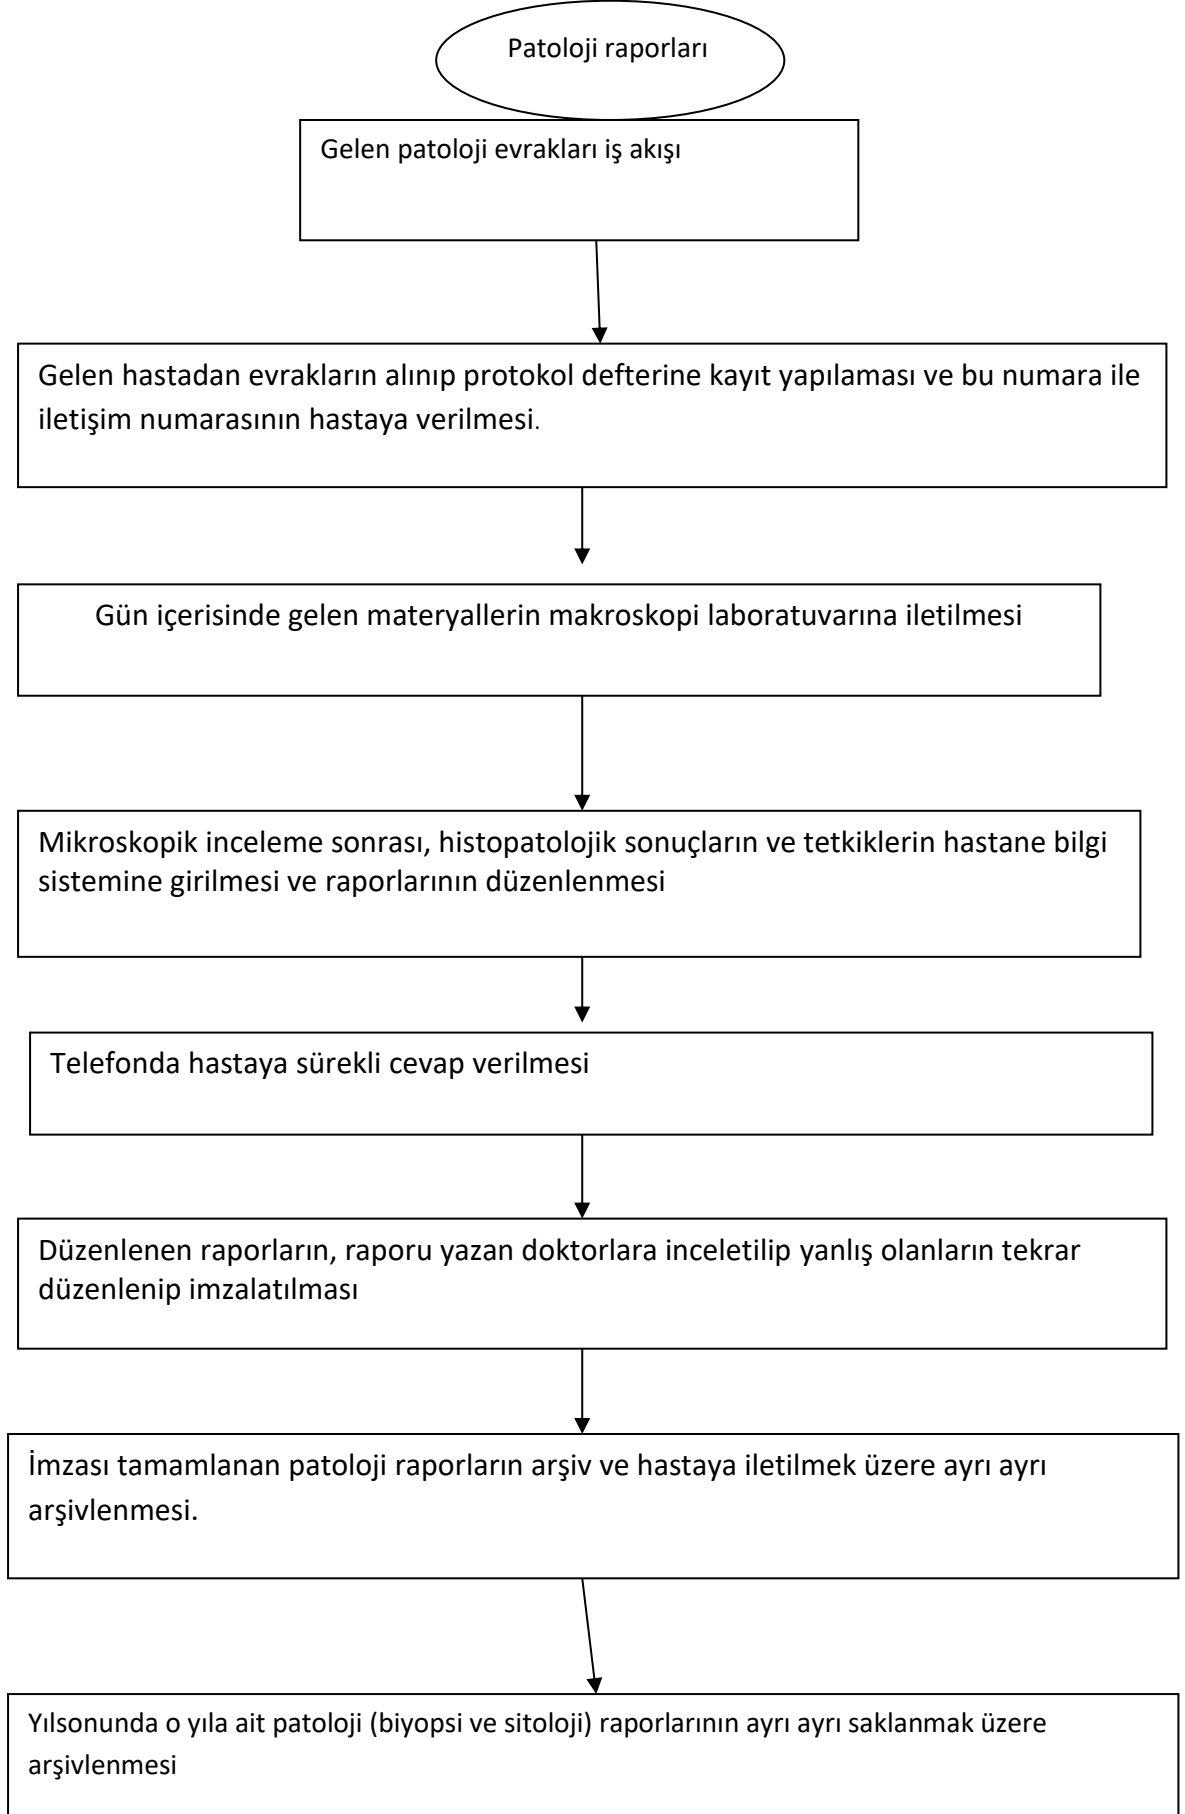 Patoloji raporları
Gelen patoloji evrakları iş akışı
Gelen hastadan evrakların alınıp protokol defterine kayıt yapılaması ve bu numara ile
iletişim numarasının hastaya verilmesi.
Gün içerisinde gelen materyallerin makroskopi laboratuvarına iletilmesi
Mikroskopik inceleme sonrası, histopatolojik sonuçların ve tetkiklerin hastane bilgi
sistemine girilmesi ve raporlarının düzenlenmesi
Telefonda hastaya sürekli cevap verilmesi
Düzenlenen raporların, raporu yazan doktorlara inceletilip yanlış olanların tekrar
düzenlenip imzalatılması
İmzası tamamlanan patoloji raporların arşiv ve hastaya iletilmek üzere ayrı ayrı
arşivlenmesi.
Yılsonunda o yıla ait patoloji (biyopsi ve sitoloji) raporlarının ayrı ayrı saklanmak üzere
arşivlenmesi